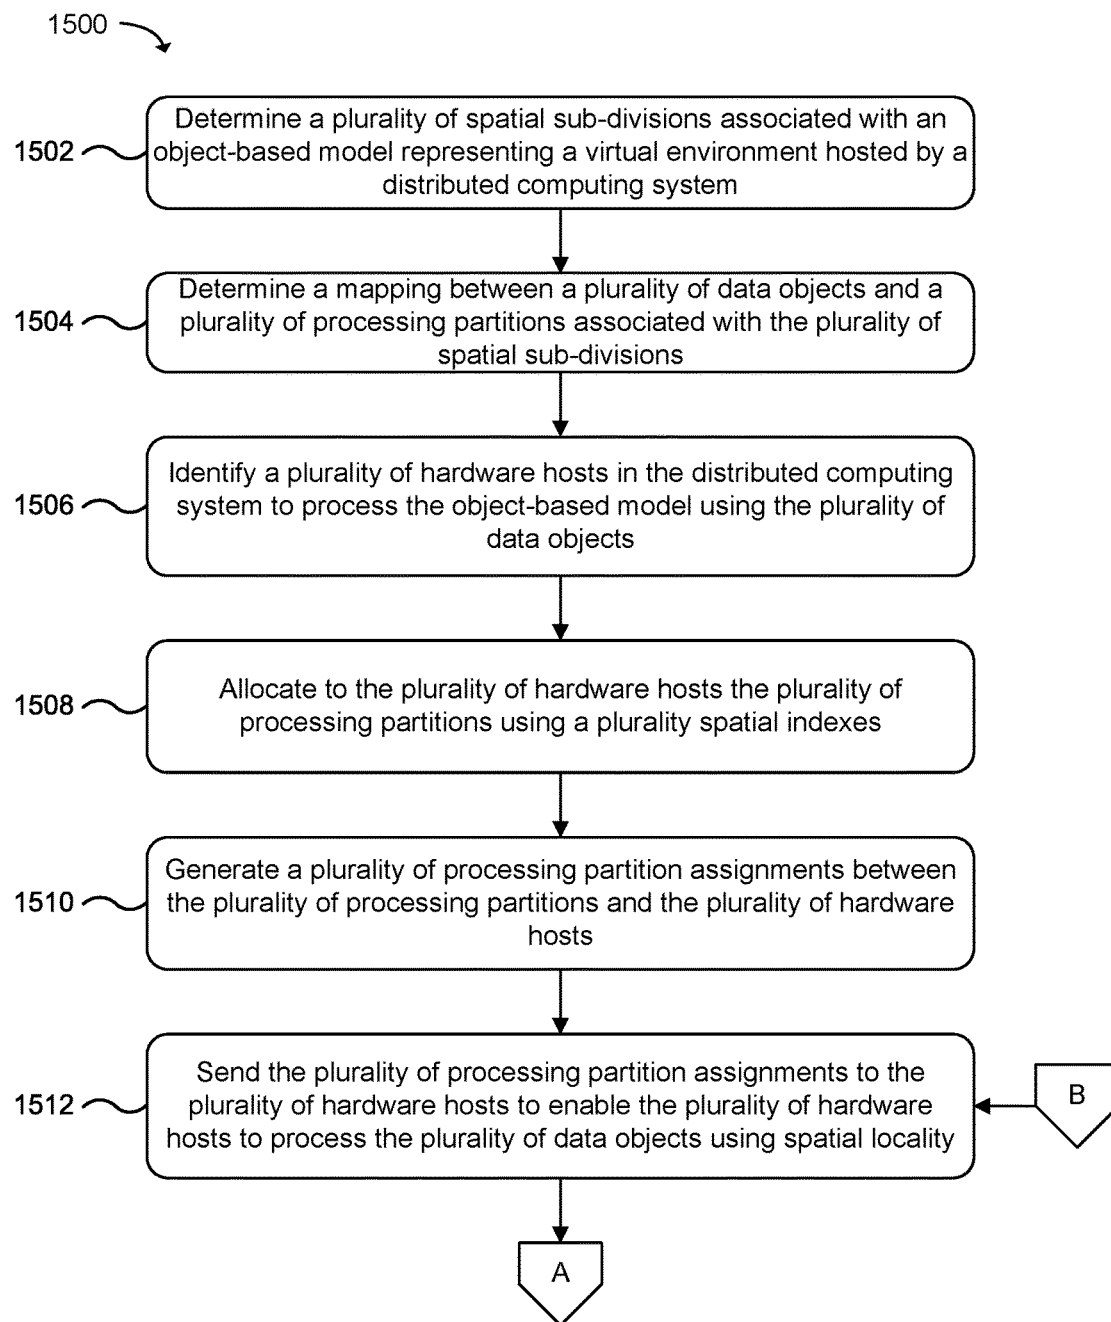 1500
Determine a plurality of spatial sub-divisions associated with an
1502
object-based model representing a virtual environment hosted by a
distributed computing system
Determine a mapping between a plurality of data objects and a
1504
plurality of processing partitions associated with the plurality of
spatial sub-divisions
Identify a plurality of hardware hosts in the distributed computing
1506
system to process the object-based model using the plurality of
data objects
Allocate to the plurality of hardware hosts the plurality of
1508
processing partitions using a plurality spatial indexes
Generate a plurality of processing partition assignments between
1510
the plurality of processing partitions and the plurality of hardware
hosts
Send the plurality of processing partition assignments to the
1512
plurality of hardware hosts to enable the plurality of hardware
hosts to process the plurality of data objects using spatial locality
B
A